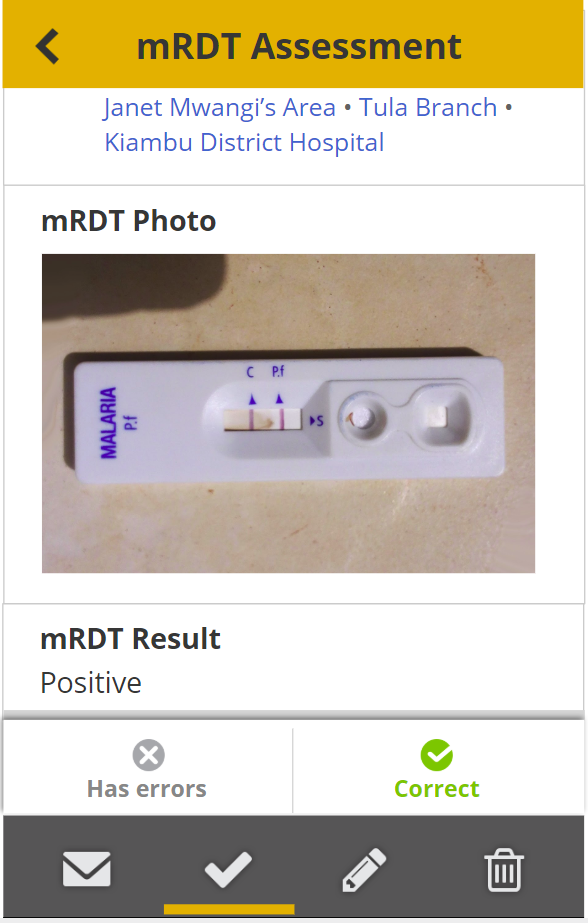 mRDT Assessment
Janet Mwangi’s Area • Tula Branch •
Kiambu District Hospital
mRDT Photo
C P.f
MALARIA
P.f
S
mRDT Result
Positive
Has errors
Correct